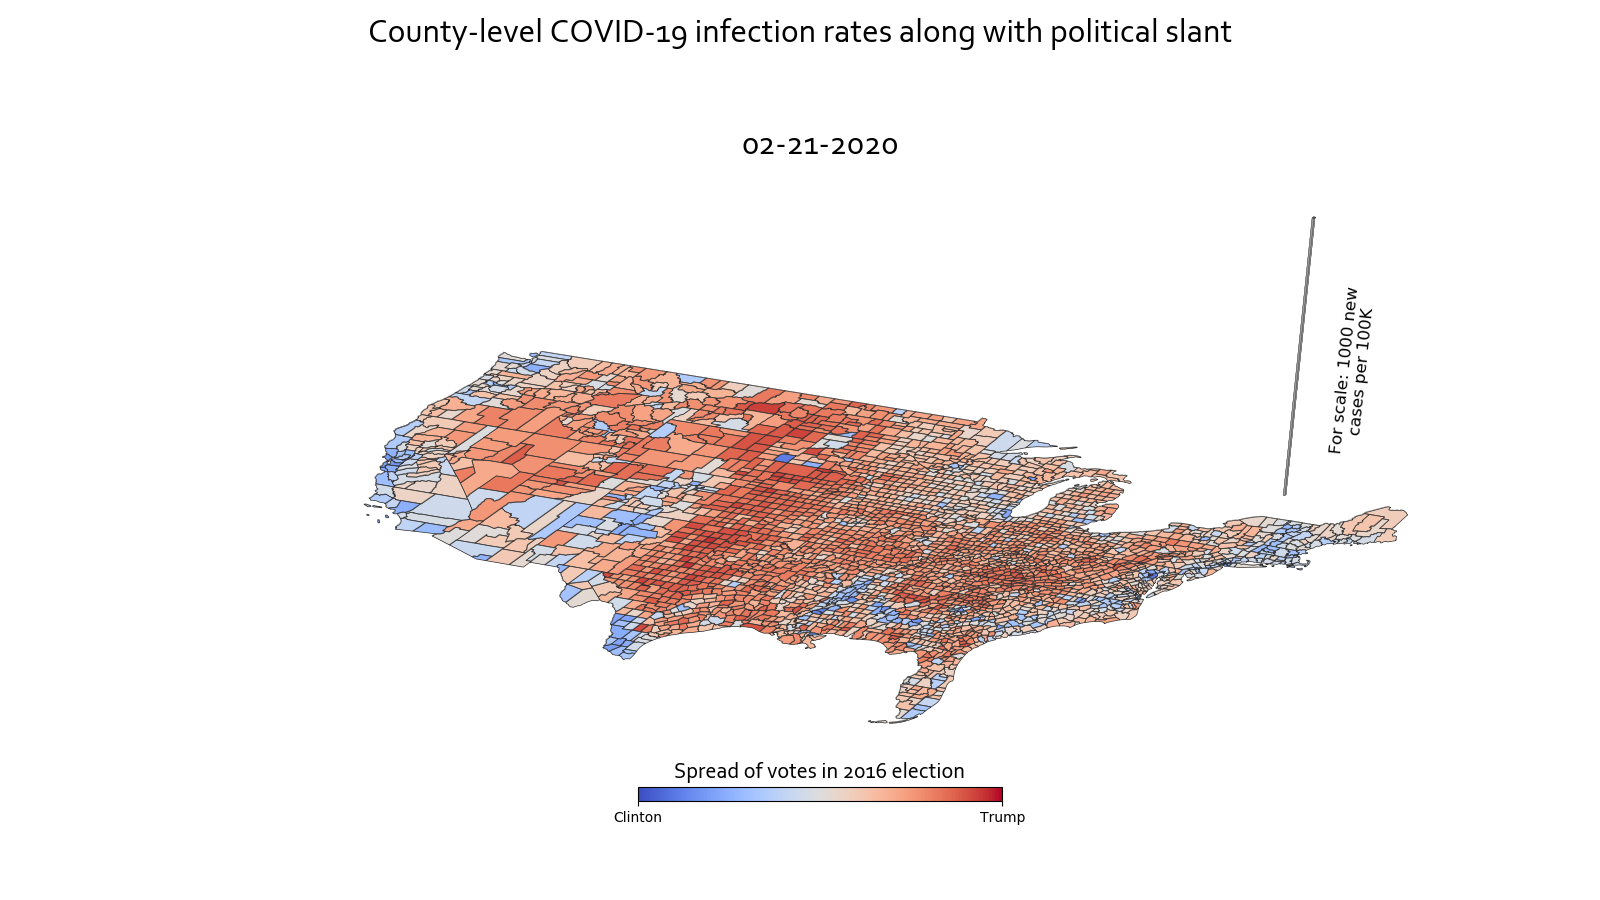 County-level COVID-19 infection rates along with political slant
02-21-2020
For scale: 1000 new
cases per 100K
Spread of votes in 2016 election
Clinton
Trump